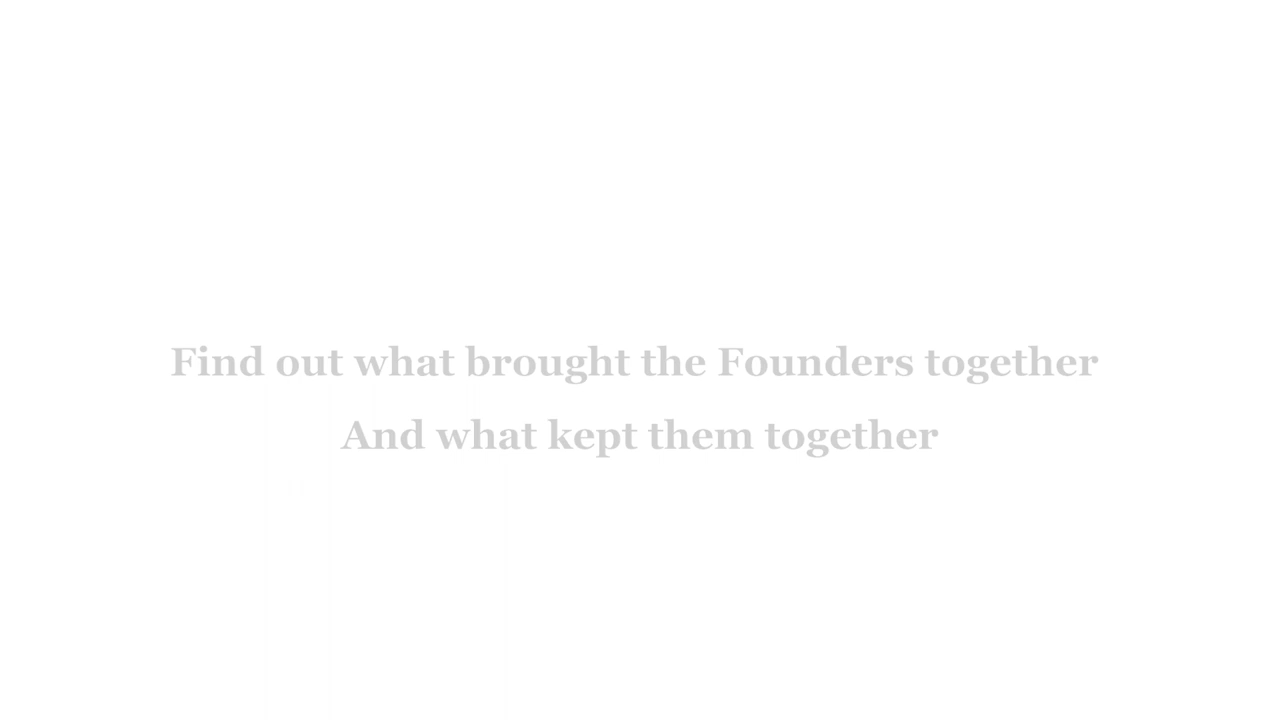 Find out what brought the Founders together
And what kept them together